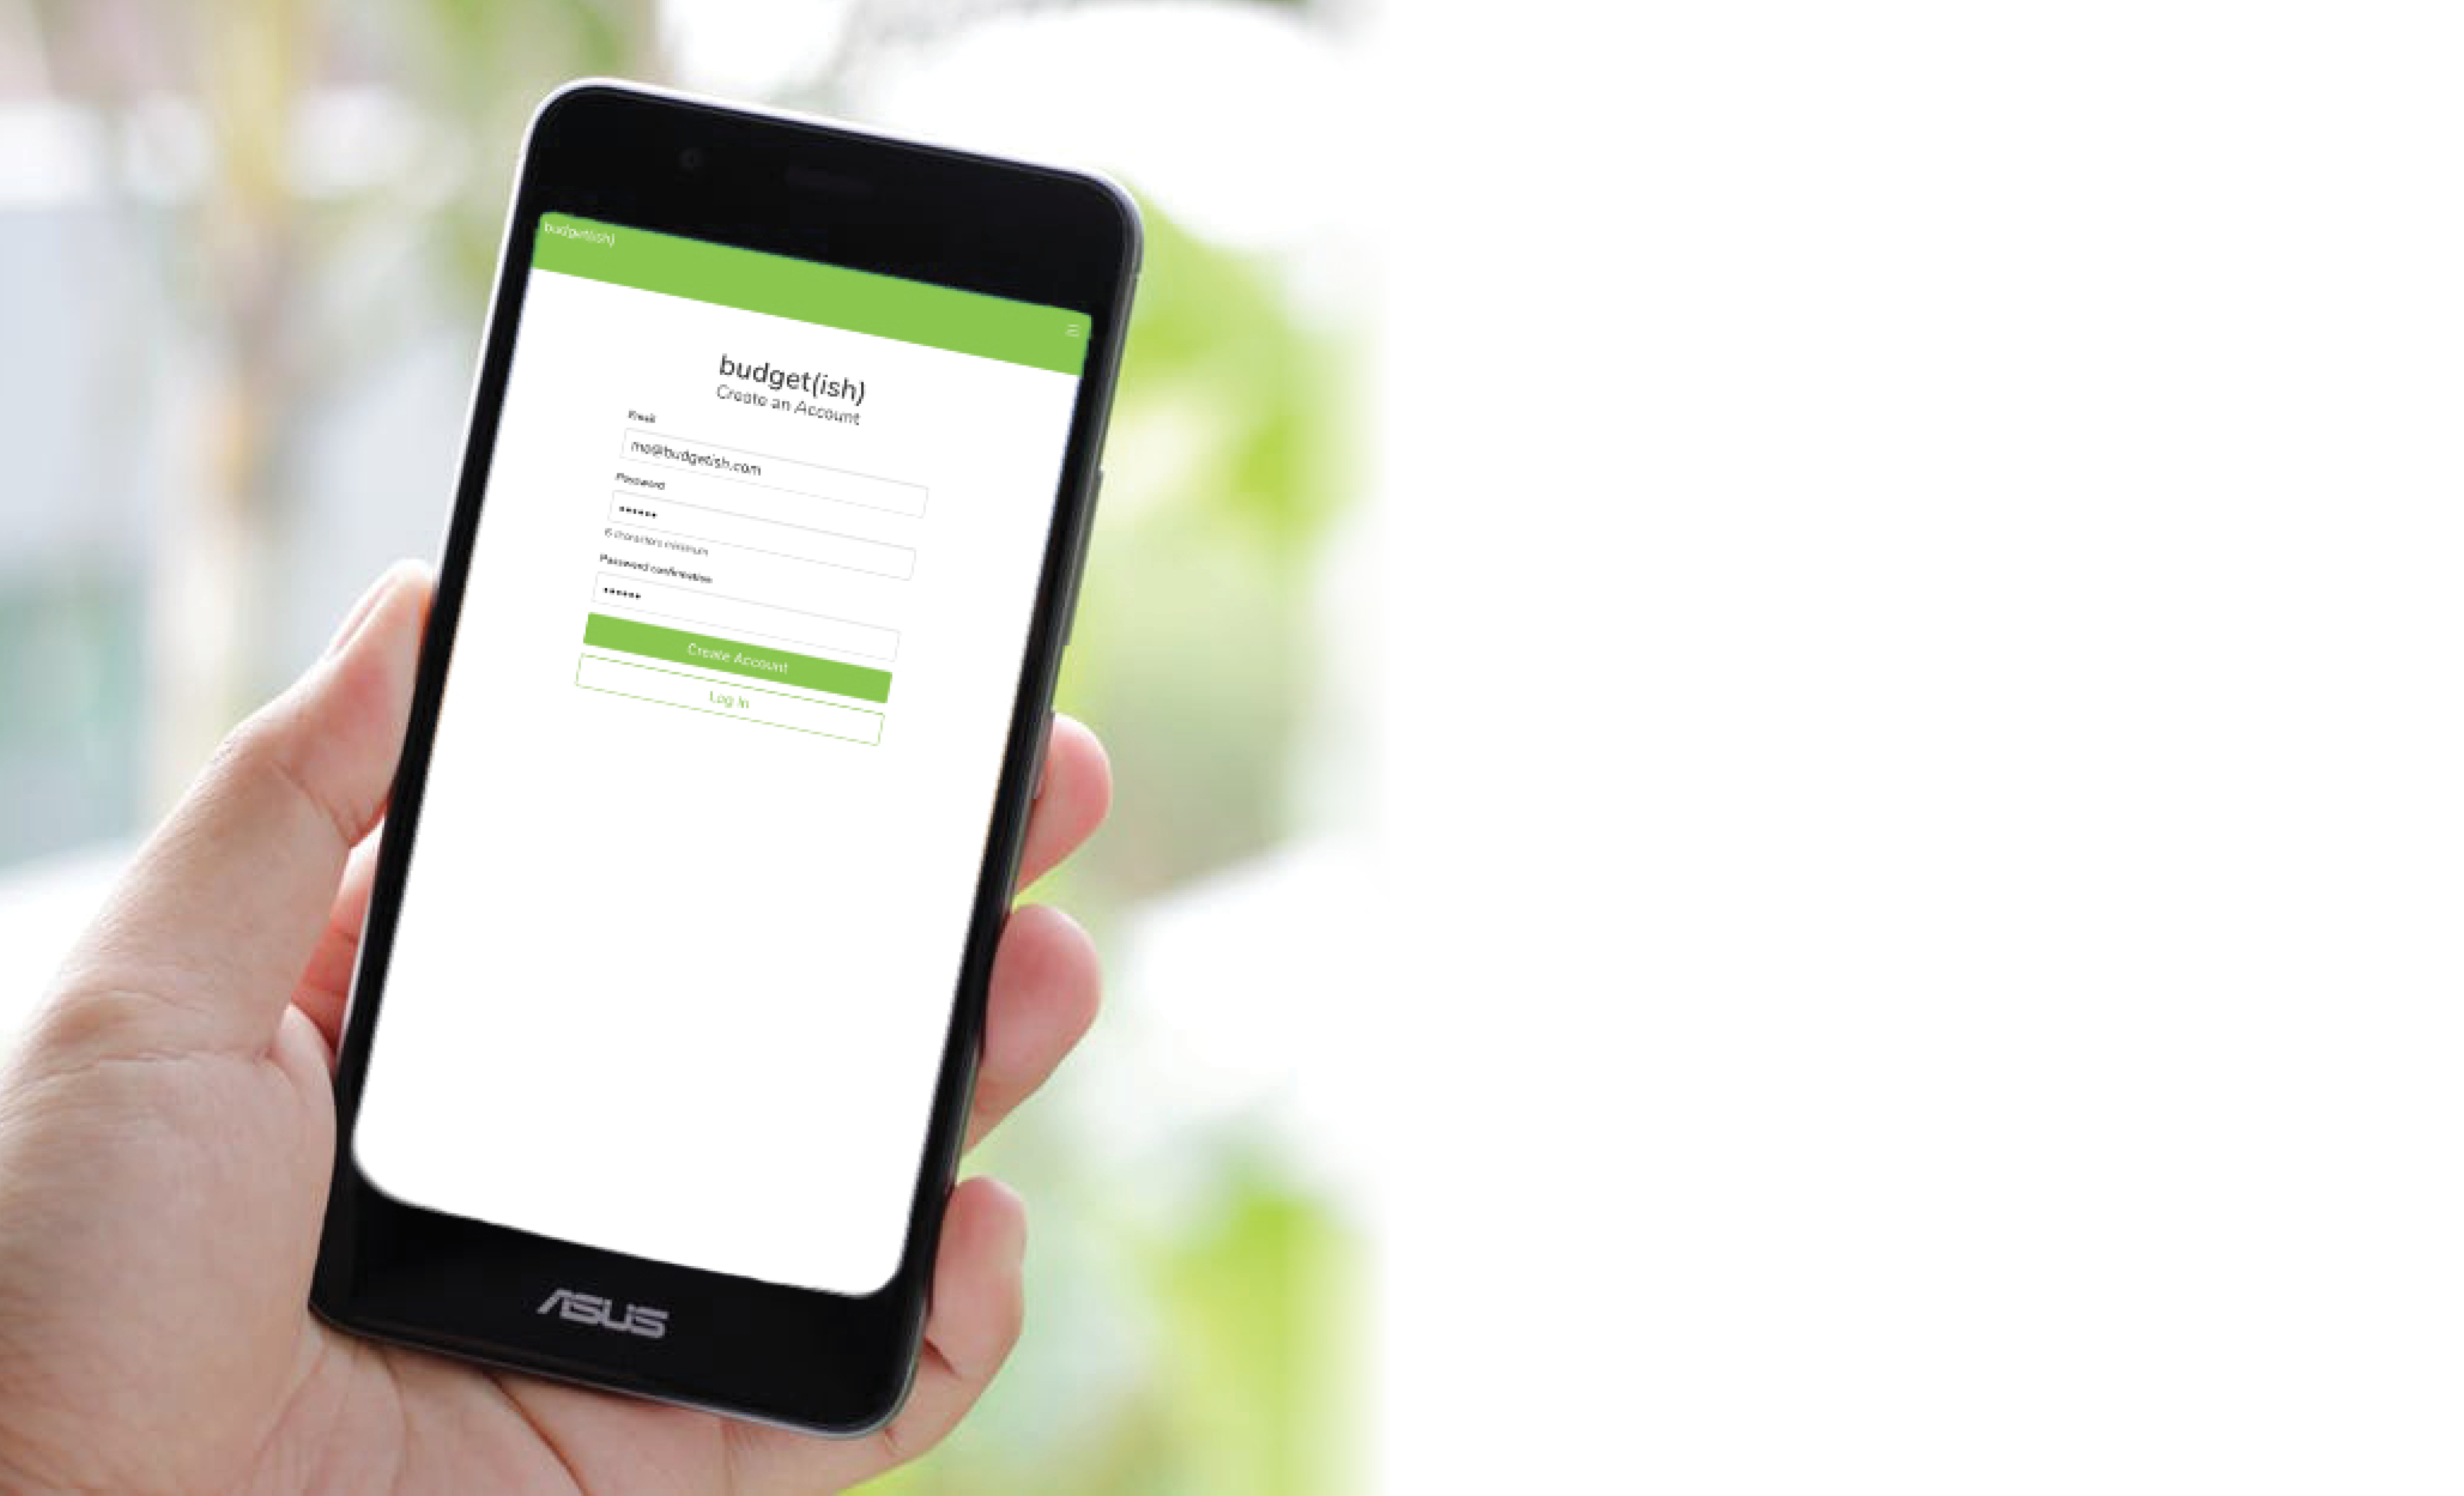 budget(ish)
budget(ish)
Create an Account
Email
mo@budgetish.com
Password
••••••
6 characters minimum
Password confirmation
••••••
Create Account
Log In
ASUS